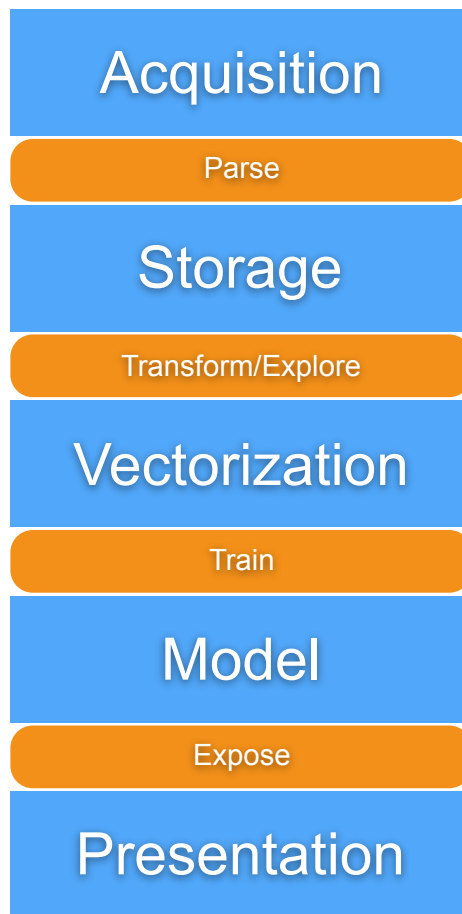 Acquisition
Parse
Storage
Transform/Explore
Vectorization
Train
Model
Expose
Presentation